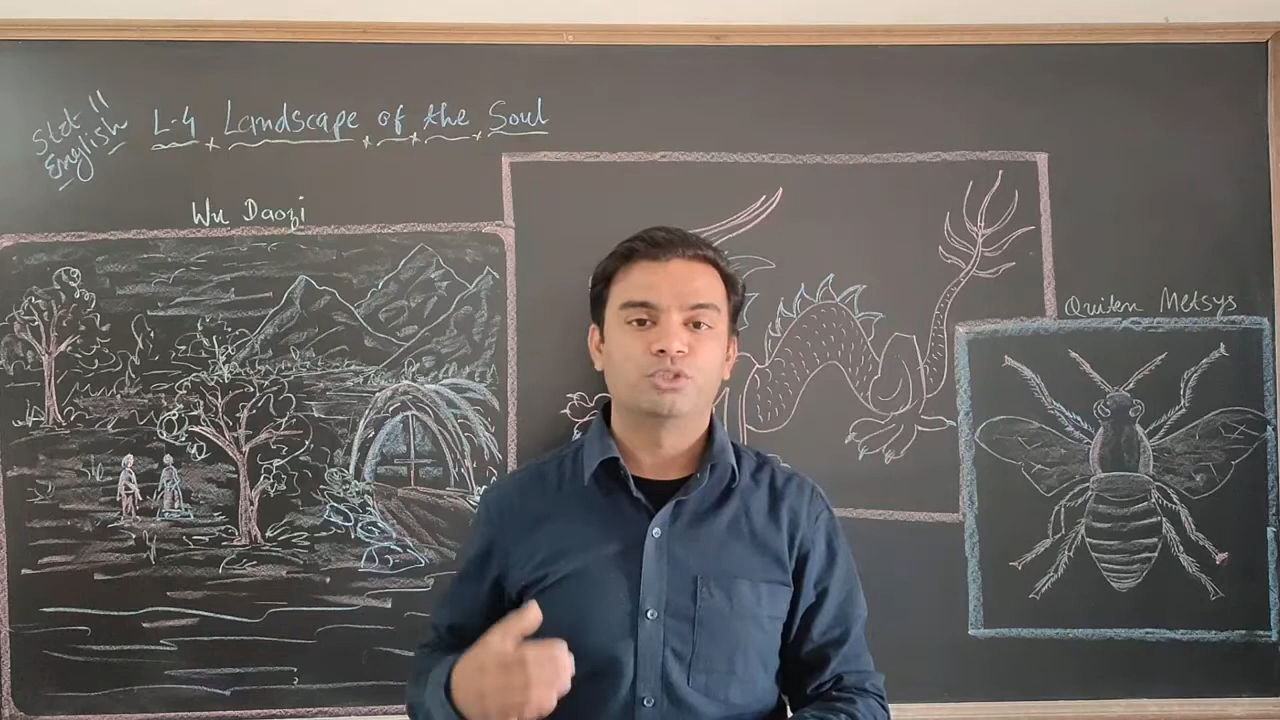 Std 11
English
L-4 Landscape of the Soul
Wu Daozi
Quiten Metsys